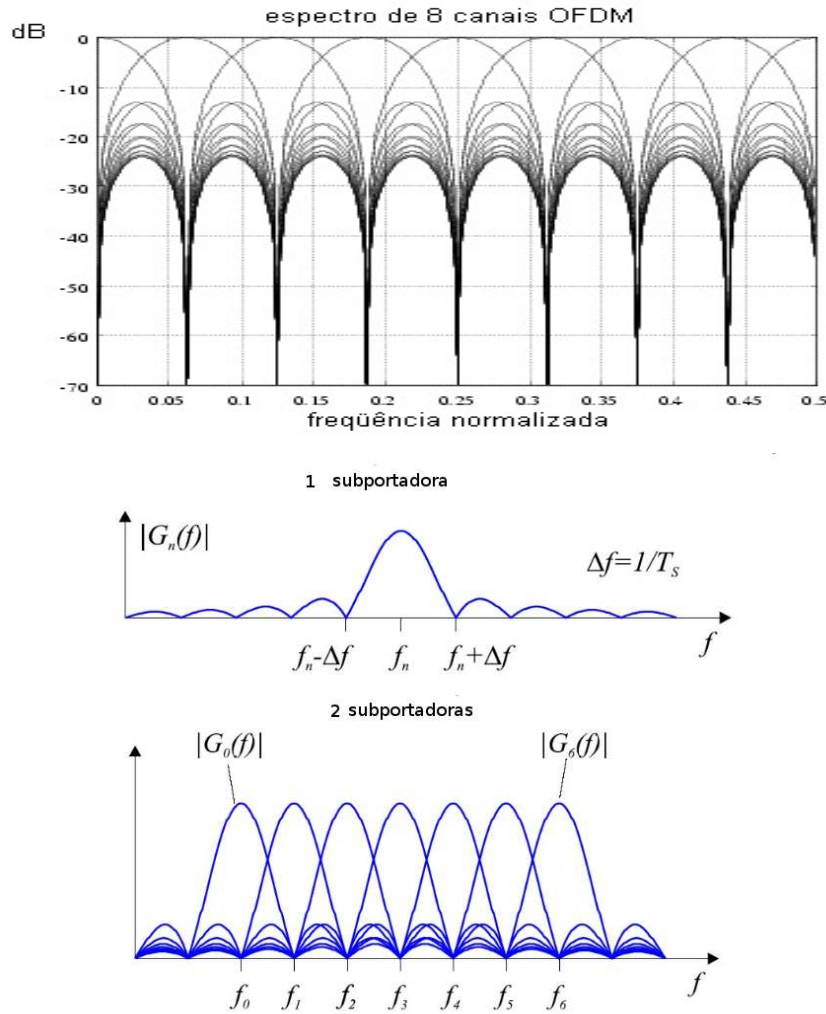 espectro de 8 canais OFDM
dB
0
-10
-20
-30
-40
-50
-60
-70
0 0.05 0.1 0.15 0.2 0.25 0.3 0.35 0.4 0.45 0.5
freqüência normalizada
1 subportadora
|Gₙ(f)|
Δf=1/Tₛ
fₙ-Δf fₙ fₙ+Δf
f
2 subportadoras
|G₀(f)| |G₆(f)|
f₀ f₁ f₂ f₃ f₄ f₅ f₆
f